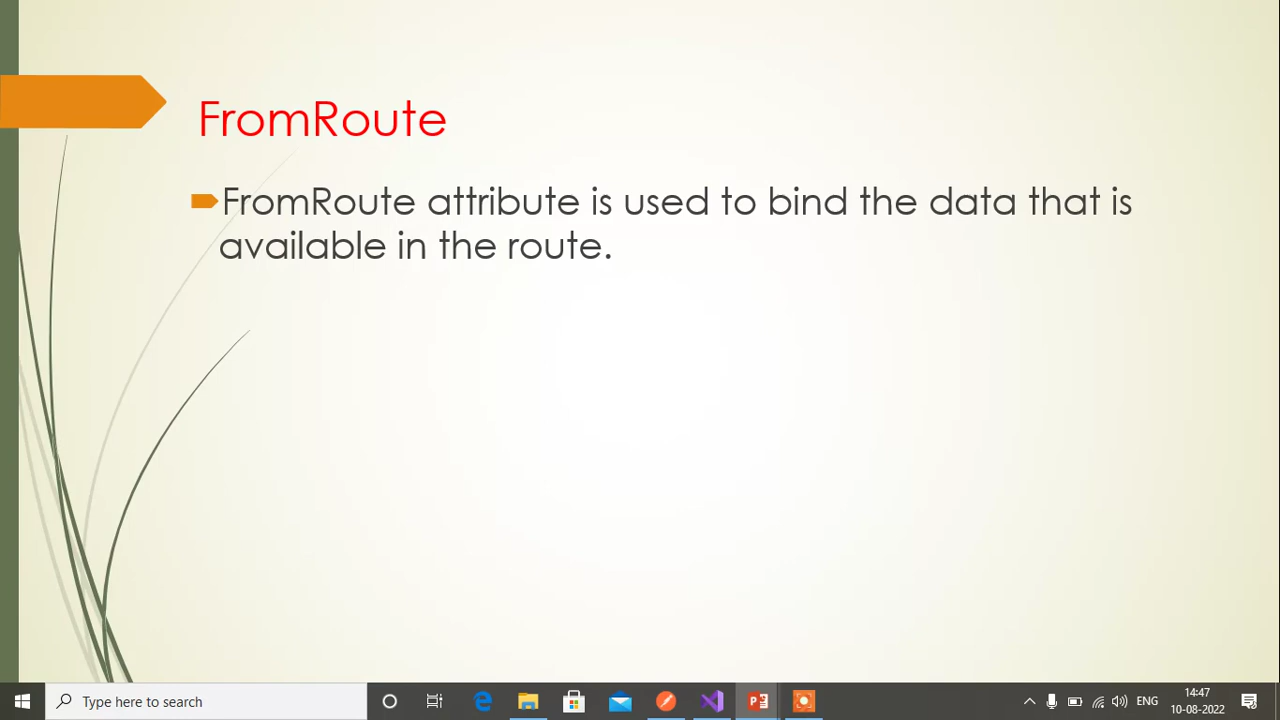 FromRoute
FromRoute attribute is used to bind the data that is
available in the route.
Type here to search
ENG
14:47
10-08-2022